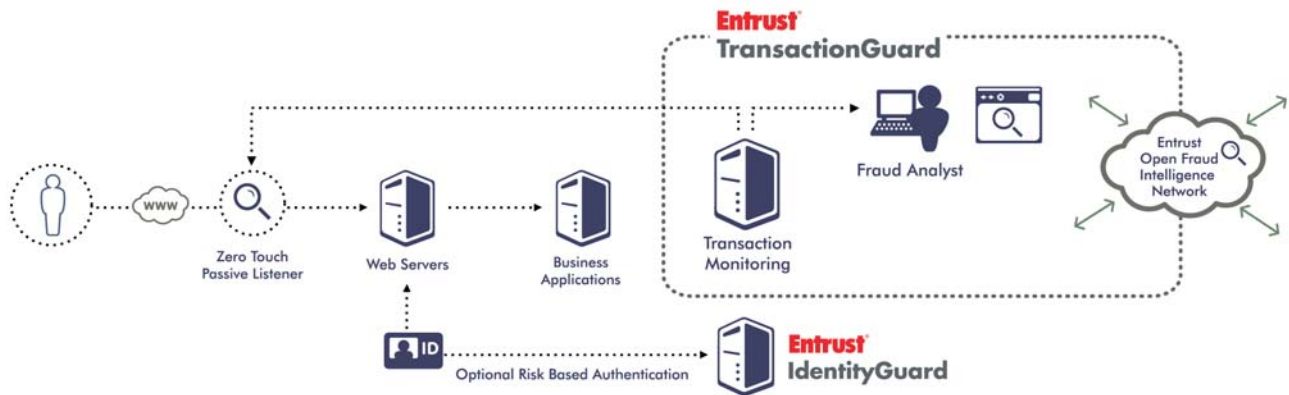 Entrust®
TransactionGuard
Fraud Analyst
Entrust
Open Fraud
Intelligence
Network
www
Zero Touch
Passive Listener
Web Servers
Business
Applications
Transaction
Monitoring
ID
Optional Risk Based Authentication
Entrust®
IdentityGuard